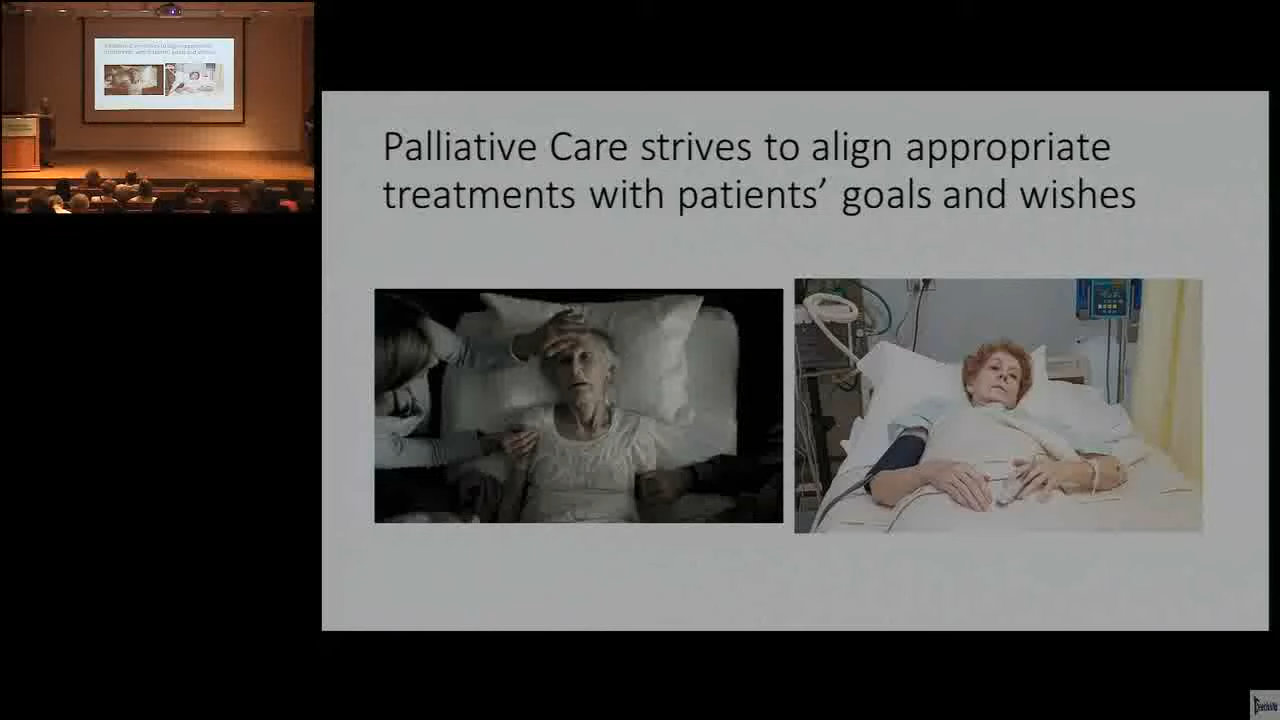 Palliative Care strives to align appropriate
treatments with patients’ goals and wishes